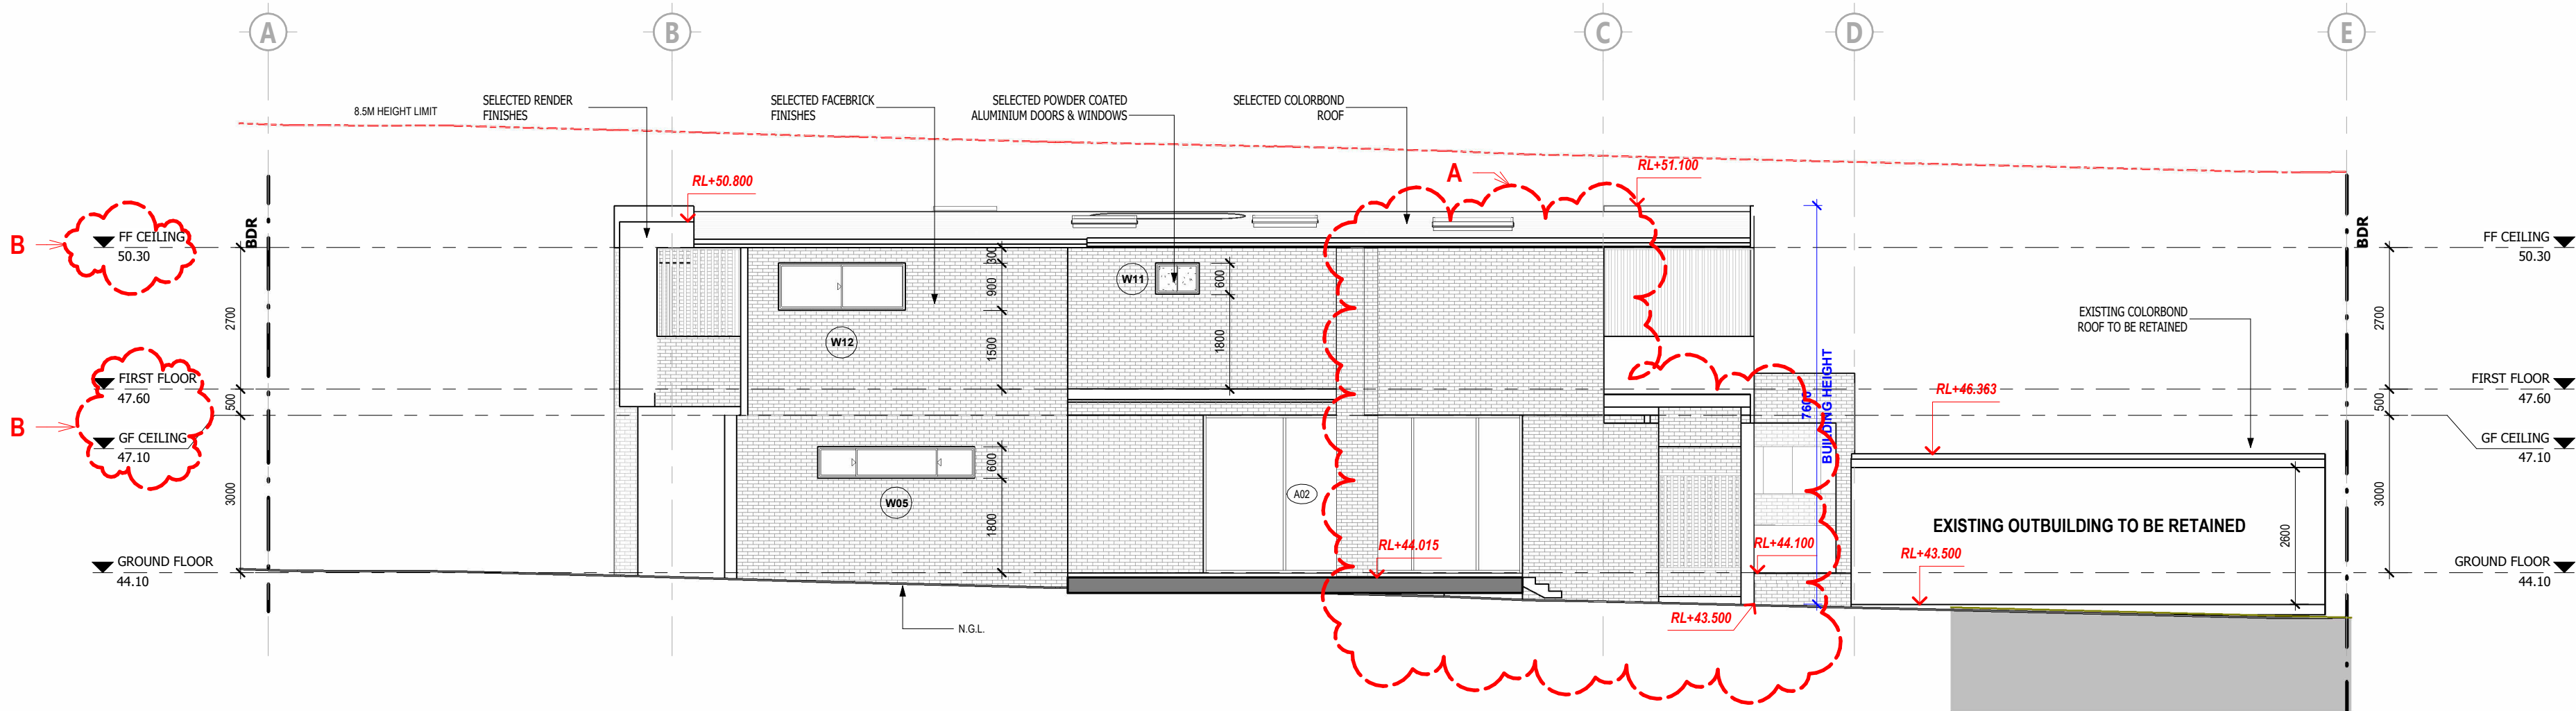 A
B
C
D
E
8.5M HEIGHT LIMIT
SELECTED RENDER
FINISHES
SELECTED FACEBRICK
FINISHES
SELECTED POWDER COATED
ALUMINIUM DOORS & WINDOWS
SELECTED COLORBOND
ROOF
A
RL+51.100
RL+50.800
B
FF CEILING
50.30
BDR
2700
FIRST FLOOR
47.60
500
B
GF CEILING
47.10
3000
GROUND FLOOR
44.10
300
900
1500
W12
W11
600
1800
W05
600
1800
A02
N.G.L.
RL+44.015
RL+44.100
RL+43.500
7600
BUILDING HEIGHT
RL+46.363
EXISTING COLORBOND
ROOF TO BE RETAINED
EXISTING OUTBUILDING TO BE RETAINED
RL+43.500
2600
BDR
FF CEILING
50.30
2700
FIRST FLOOR
47.60
500
GF CEILING
47.10
3000
GROUND FLOOR
44.10